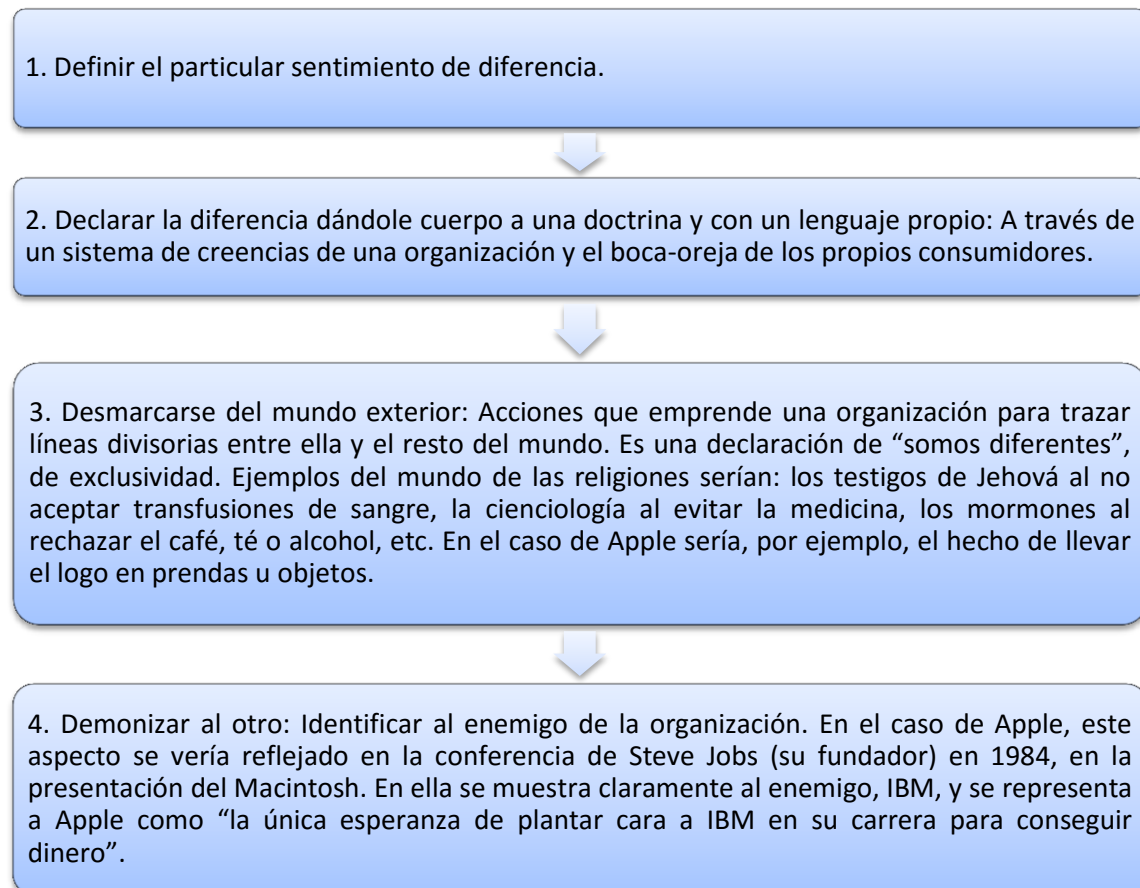 1. Definir el particular sentimiento de diferencia.
2. Declarar la diferencia dándole cuerpo a una doctrina y con un lenguaje propio: A través de
un sistema de creencias de una organización y el boca-oreja de los propios consumidores.
3. Desmarcarse del mundo exterior: Acciones que emprende una organización para trazar
líneas divisorias entre ella y el resto del mundo. Es una declaración de “somos diferentes”,
de exclusividad. Ejemplos del mundo de las religiones serían: los testigos de Jehová al no
aceptar transfusiones de sangre, la cienciología al evitar la medicina, los mormones al
rechazar el café, té o alcohol, etc. En el caso de Apple sería, por ejemplo, el hecho de llevar
el logo en prendas u objetos.
4. Demonizar al otro: Identificar al enemigo de la organización. En el caso de Apple, este
aspecto se vería reflejado en la conferencia de Steve Jobs (su fundador) en 1984, en la
presentación del Macintosh. En ella se muestra claramente al enemigo, IBM, y se representa
a Apple como “la única esperanza de plantar cara a IBM en su carrera para conseguir
dinero”.